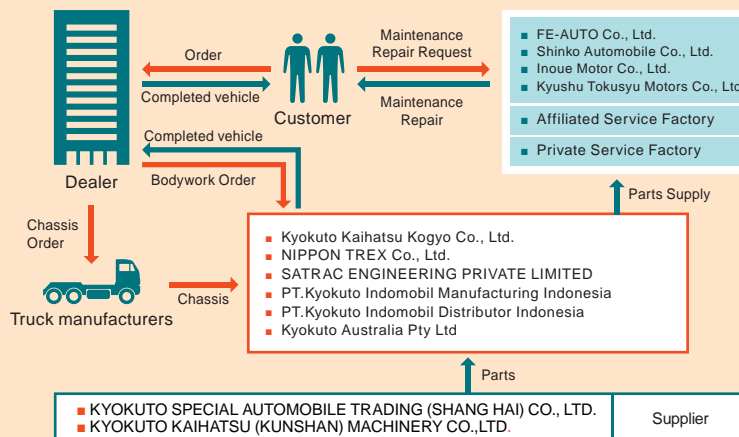 Order
Completed vehicle
Customer
Maintenance
Repair Request
Maintenance
Repair
■ FE-AUTO Co., Ltd.
■ Shinko Automobile Co., Ltd.
■ Inoue Motor Co., Ltd.
■ Kyushu Tokusyu Motors Co., Ltd
■ Affiliated Service Factory
■ Private Service Factory
Completed vehicle
Bodywork Order
Dealer
Parts Supply
Chassis
Order
Truck manufacturers
Chassis
■ Kyokuto Kaihatsu Kogyo Co., Ltd.
■ NIPPON TREX Co., Ltd.
■ SATRAC ENGINEERING PRIVATE LIMITED
■ PT.Kyokuto Indomobil Manufacturing Indonesia
■ PT.Kyokuto Indomobil Distributor Indonesia
■ Kyokuto Australia Pty Ltd
Parts
■ KYOKUTO SPECIAL AUTOMOBILE TRADING (SHANG HAI) CO., LTD.
■ KYOKUTO KAIHATSU (KUNSHAN) MACHINERY CO.,LTD.
Supplier